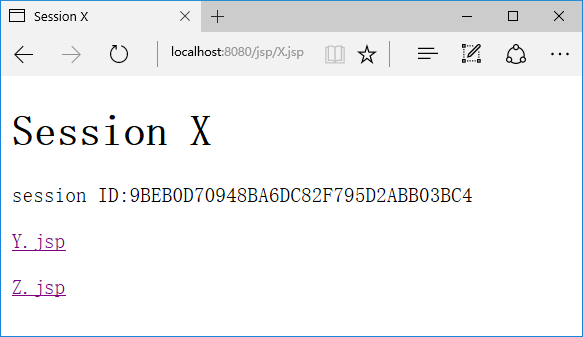 Session X
localhost:8080/jsp/X.jsp
Session X
session ID:9BEB0D70948BA6DC82F795D2ABB03BC4
Y.jsp
Z.jsp